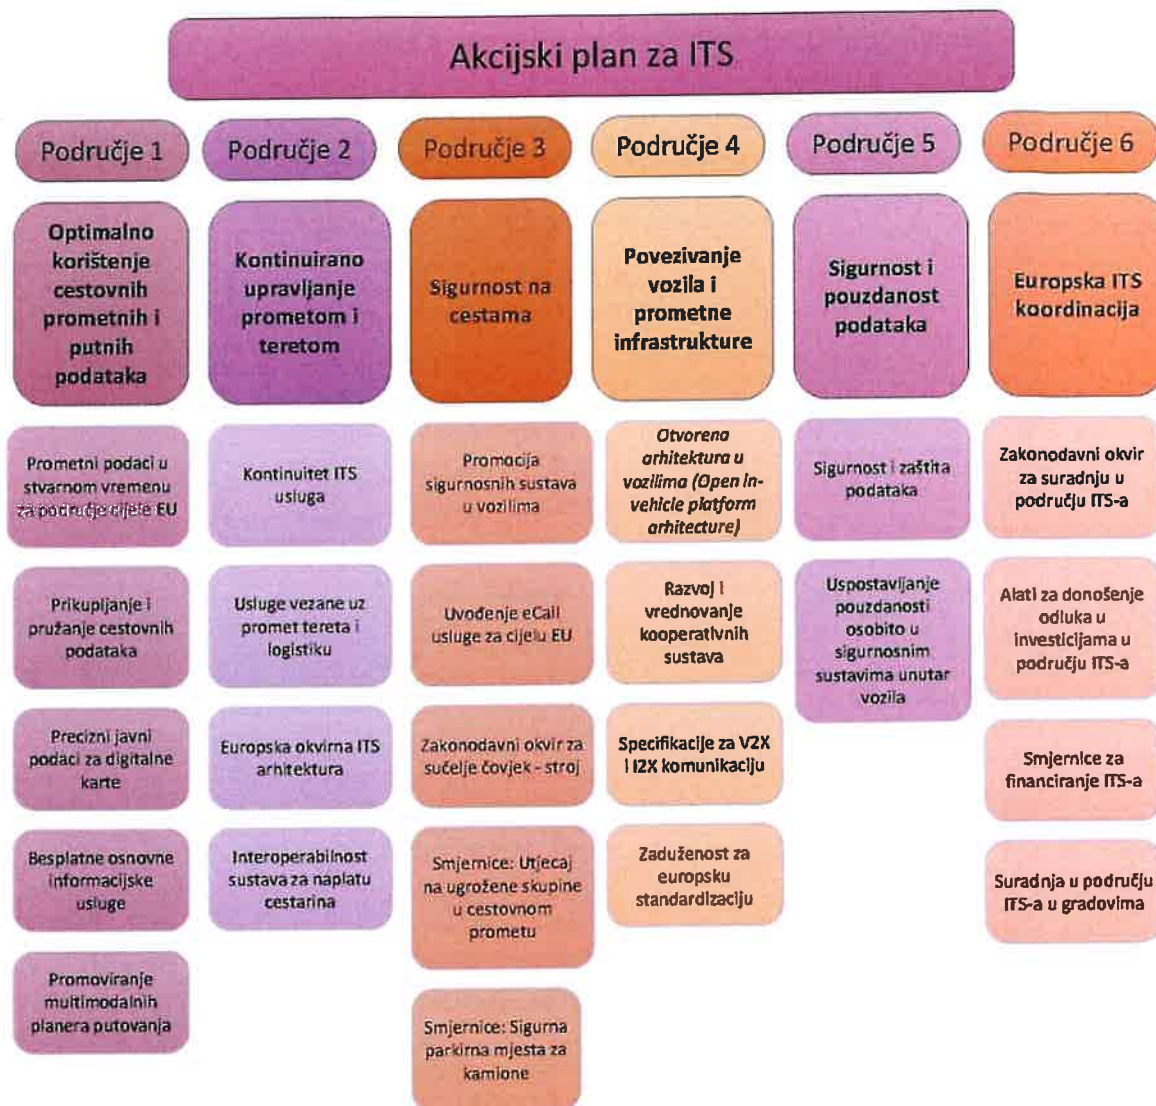 Akcijski plan za ITS
Područje 1
Područje 2
Područje 3
Područje 4
Područje 5
Područje 6
Optimalno
korištenje
cestovnih
prometnih i
putnih
podataka
Kontinuirano
upravljanje
prometom i
teretom
Sigurnost na
cestama
Povezivanje
vozila i
prometne
infrastrukture
Sigurnost i
pouzdanost
podataka
Europska ITS
koordinacija
Prometni podaci u
stvarnom vremenu
za područje cijele EU
Prikupljanje i
pružanje cestovnih
podataka
Precizni javni
podaci za digitalne
karte
Besplatne osnovne
informacijske
usluge
Promoviranje
multimodalnih
planera putovanja
Kontinuitet ITS
usluga
Usluge vezane uz
promet tereta i
logistiku
Europska okvirna ITS
arhitektura
Interoperabilnost
sustava za naplatu
cestarina
Promocija
sigurnosnih sustava
u vozilima
Uvođenje eCall
usluge za cijelu EU
Zakonodavni okvir za
sučelje čovjek - stroj
Smjernice: Utjecaj
na ugrožene skupine
u cestovnom
prometu
Smjernice: Sigurna
parkirna mjesta za
kamione
Otvorena
arhitektura u
vozilima (Open in-
vehicle platform
arhitecture)
Razvoj i
vrednovanje
kooperativnih
sustava
Specifikacije za V2X
i I2X komunikaciju
Zaduženost za
europsku
standardizaciju
Sigurnost i zaštita
podataka
Uspostavljanje
pouzdanosti
osobito u
sigurnosnim
sustavima unutar
vozila
Zakonodavni okvir
za suradnju u
području ITS-a
Alati za donošenje
odluka u
investicijama u
području ITS-a
Smjernice za
financiranje ITS-a
Suradnja u području
ITS-a u gradovima